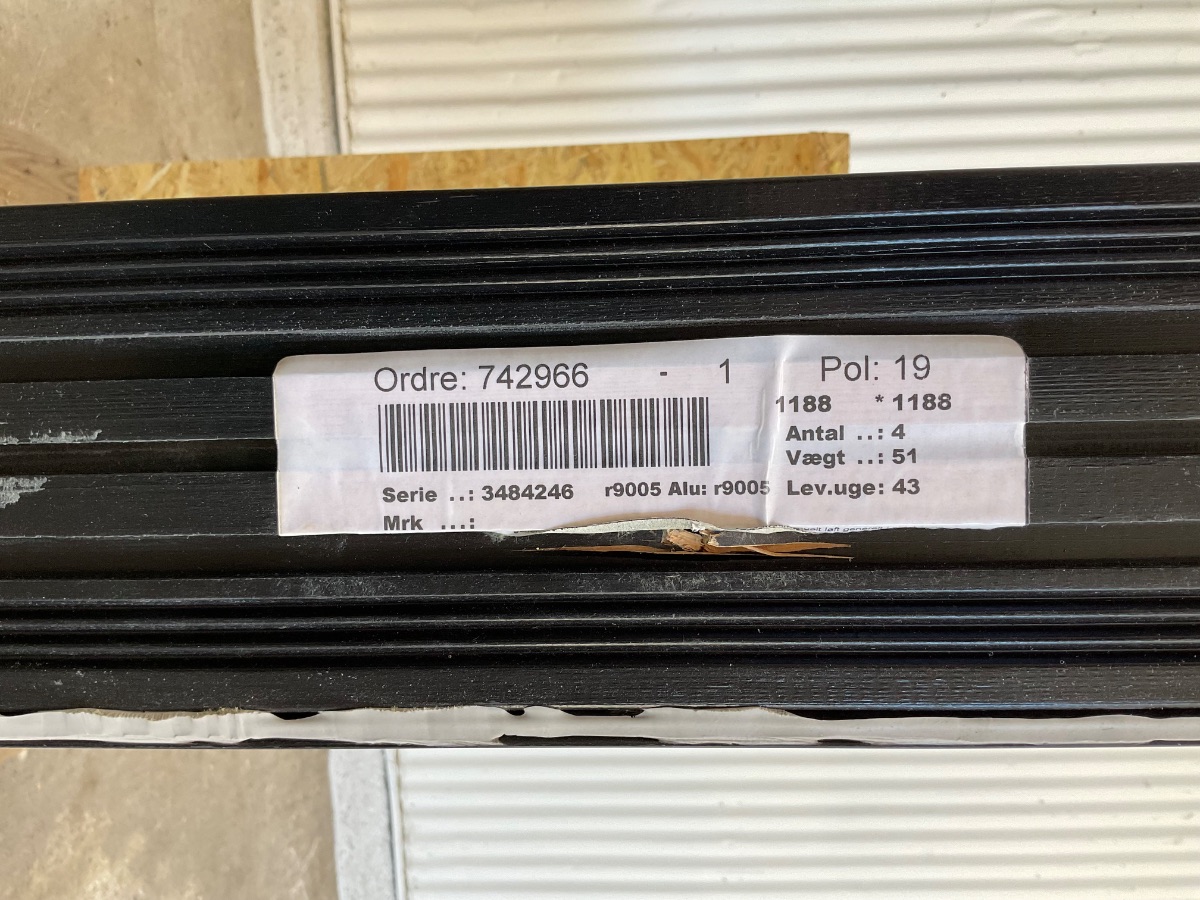 Ordre: 742966 - 1 Pol: 19
1188 * 1188
Antal ..: 4
Vægt ..: 51
Serie ..: 3484246 r9005 Alu: r9005 Lev.uge: 43
Mrk ...: